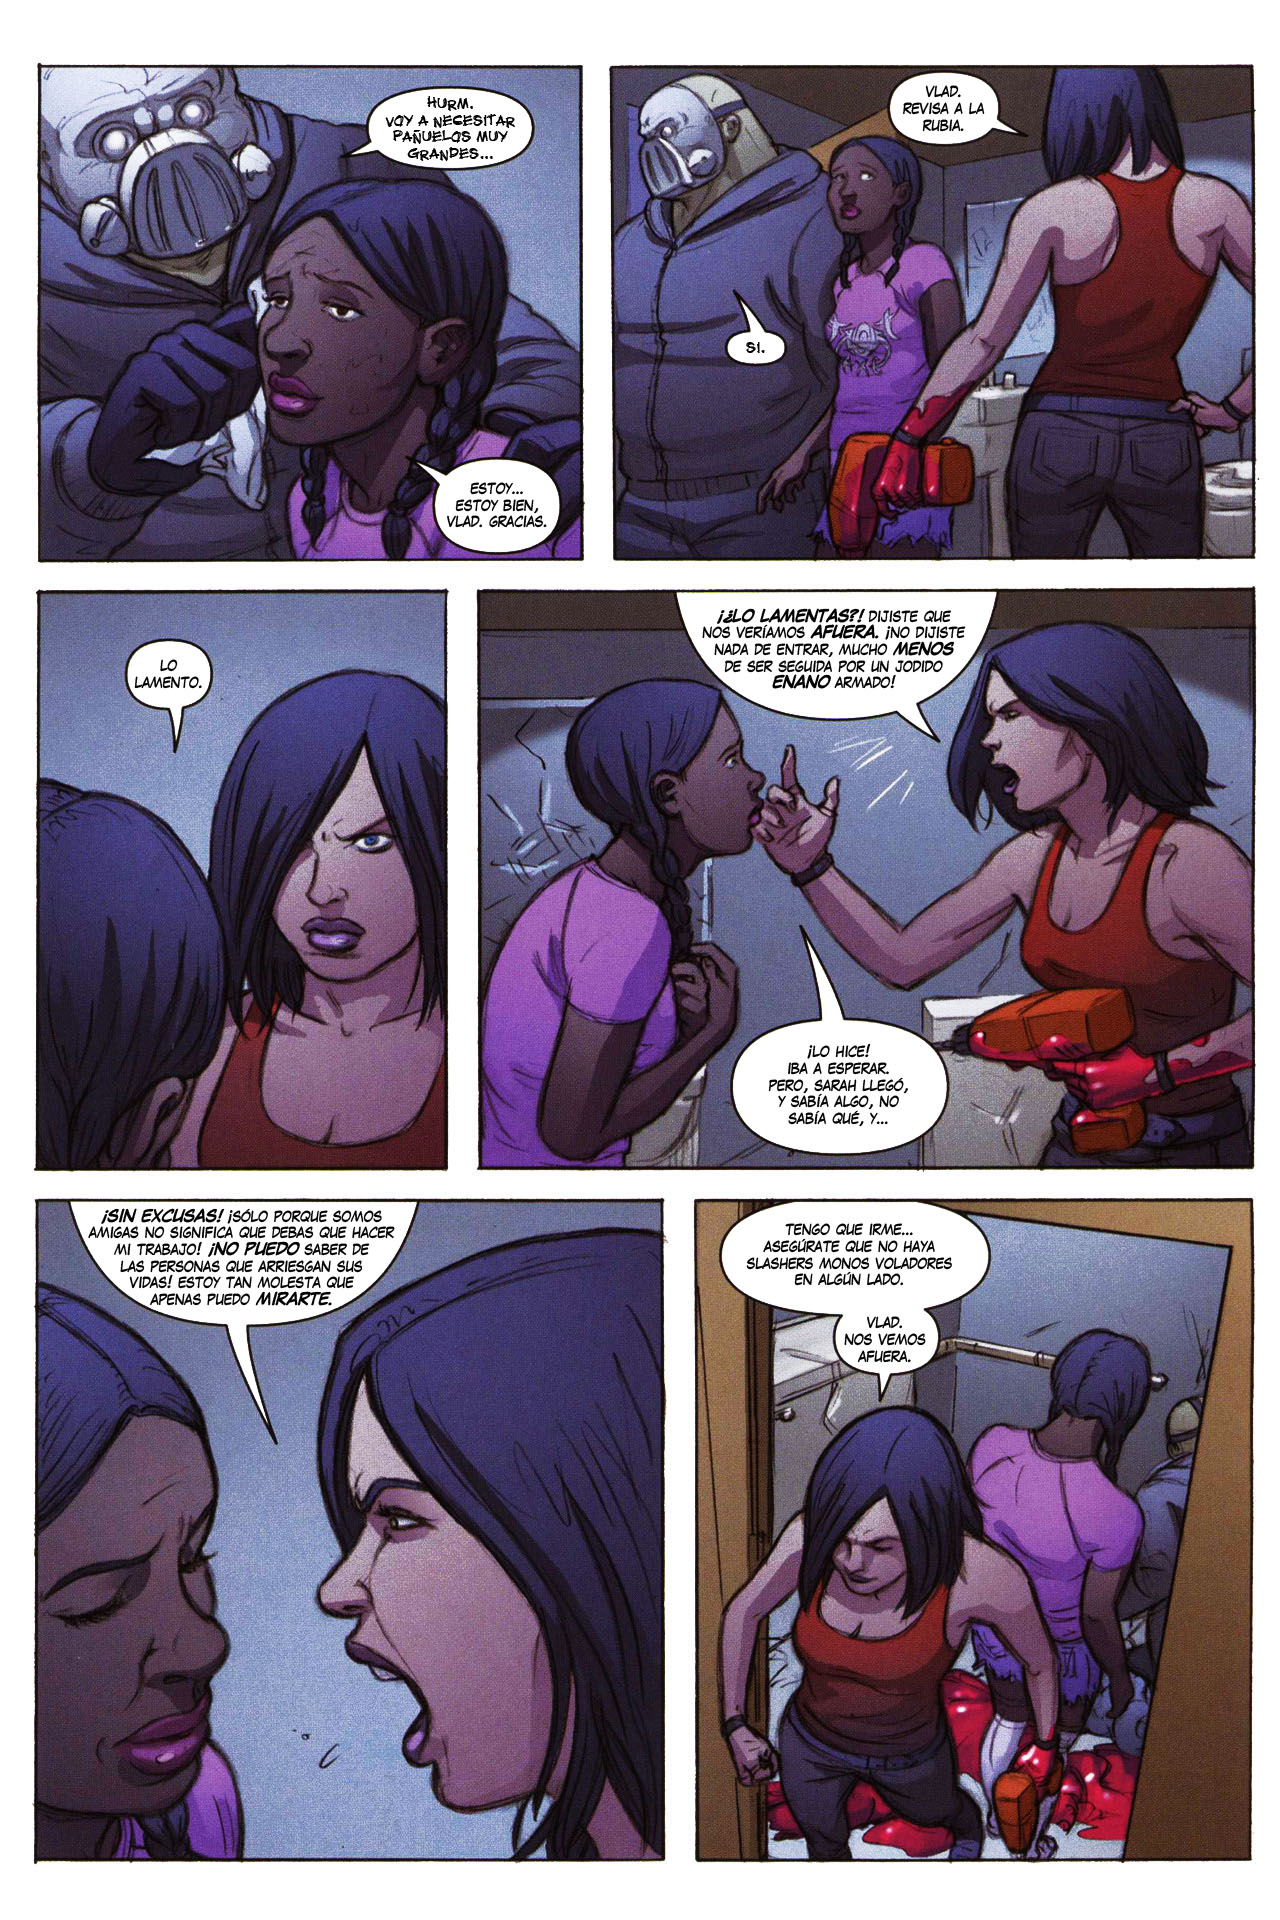 HURM.
VOY A NECESITAR
PAÑUELOS MUY
GRANDES...
ESTOY...
ESTOY BIEN,
VLAD. GRACIAS.
VLAD.
REVISA A LA
RUBIA.
SI.
LO
LAMENTO.
¡¿LO LAMENTAS?! DIJISTE QUE
NOS VERÍAMOS AFUERA. ¡NO DIJISTE
NADA DE ENTRAR, MUCHO MENOS
DE SER SEGUIDA POR UN JODIDO
ENANO ARMADO!
¡LO HICE!
IBA A ESPERAR.
PERO, SARAH LLEGÓ,
Y SABÍA ALGO, NO
SABÍA QUÉ, Y...
¡SIN EXCUSAS! ¡SÓLO PORQUE SOMOS
AMIGAS NO SIGNIFICA QUE DEBAS QUE HACER
MI TRABAJO! ¡NO PUEDO SABER DE
LAS PERSONAS QUE ARRIESGAN SUS
VIDAS! ESTOY TAN MOLESTA QUE
APENAS PUEDO MIRARTE.
TENGO QUE IRME...
ASEGÚRATE QUE NO HAYA
SLASHERS MONOS VOLADORES
EN ALGÚN LADO.
VLAD.
NOS VEMOS
AFUERA.